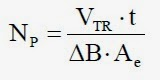 N_P = V_TR · t / ΔB · A_e